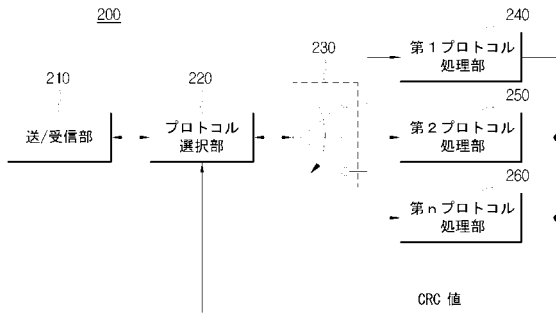 200
240
第1プロトコル
処理部
230
210
220
250
送/受信部
プロトコル
選択部
第2プロトコル
処理部
260
第nプロトコル
処理部
CRC 値